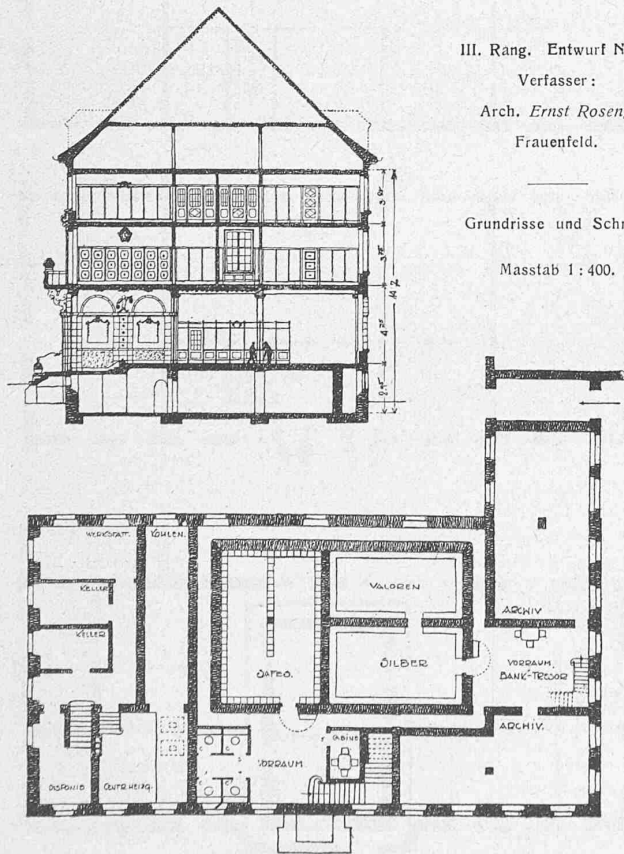 III. Rang. Entwurf N
Verfasser:
Arch. Ernst Rosen
Frauenfeld.
Grundrisse und Schn
Masstab 1 : 400.
WERKSTATT.
KOHLEN.
KELLER
KELLER
VALOREN
ARCHIV
SAFES.
SILBER
VORRAUM.
BANK-TRESOR
ARCHIV.
VORRAUM.
DISPONIB
CENTR. HEIZG.